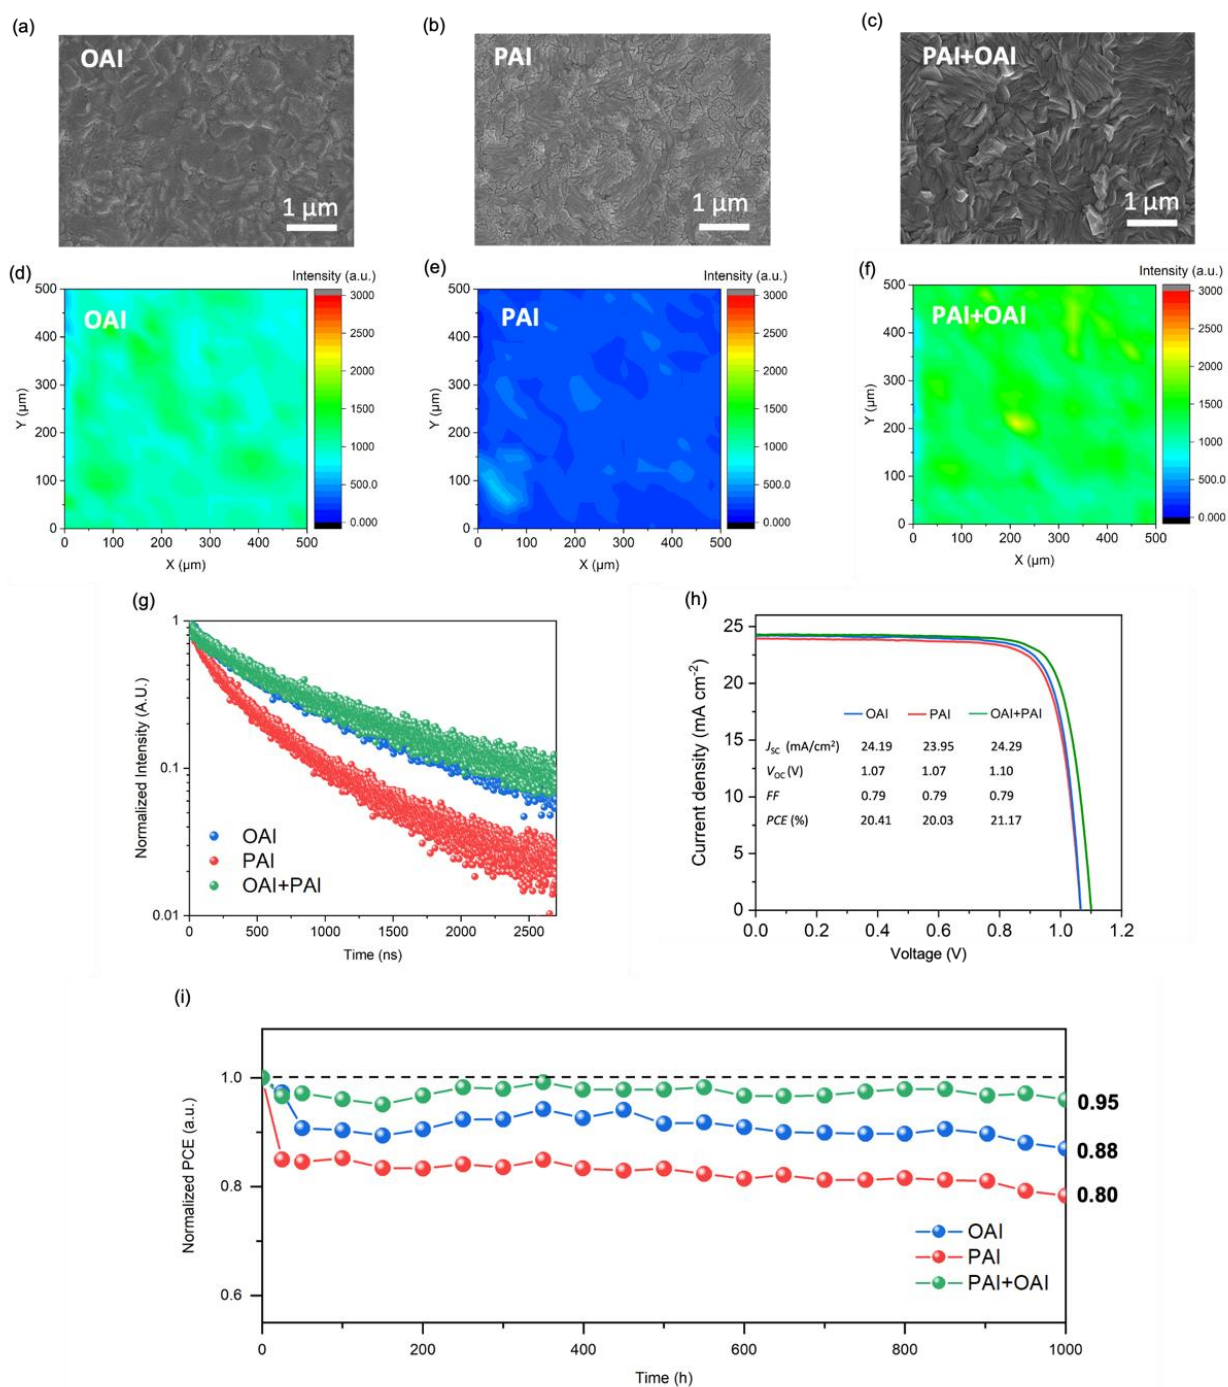 (a)
OAI
1 μm
(b)
PAI
1 μm
(c)
PAI+OAI
1 μm
(d)
Intensity (a.u.)
OAI
500
400
300
200
100
0
0 100 200 300 400 500
Y (μm)
X (μm)
3000
2500
2000
1500
1000
500.0
0.000
(e)
Intensity (a.u.)
PAI
500
400
300
200
100
0
0 100 200 300 400 500
Y (μm)
X (μm)
3000
2500
2000
1500
1000
500.0
0.000
(f)
Intensity (a.u.)
PAI+OAI
500
400
300
200
100
0
0 100 200 300 400 500
Y (μm)
X (μm)
3000
2500
2000
1500
1000
500.0
0.000
(g)
1
0.1
0.01
Normalized Intensity (A.U.)
OAI
PAI
OAI+PAI
0 500 1000 1500 2000 2500
Time (ns)
(h)
25
20
15
10
5
0
Current density (mA cm⁻²)
OAI PAI OAI+PAI
JSC (mA/cm²) 24.19 23.95 24.29
VOC (V) 1.07 1.07 1.10
FF 0.79 0.79 0.79
PCE (%) 20.41 20.03 21.17
0.0 0.2 0.4 0.6 0.8 1.0 1.2
Voltage (V)
(i)
1.0
0.8
0.6
Normalized PCE (a.u.)
0.95
0.88
0.80
OAI
PAI
PAI+OAI
0 200 400 600 800 1000
Time (h)